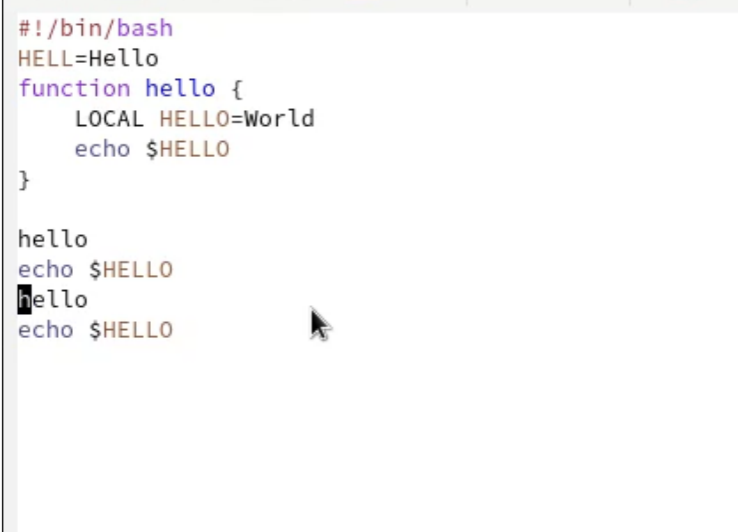 #!/bin/bash
HELL=Hello
function hello {
    LOCAL HELLO=World
    echo $HELLO
}

hello
echo $HELLO
hello
echo $HELLO